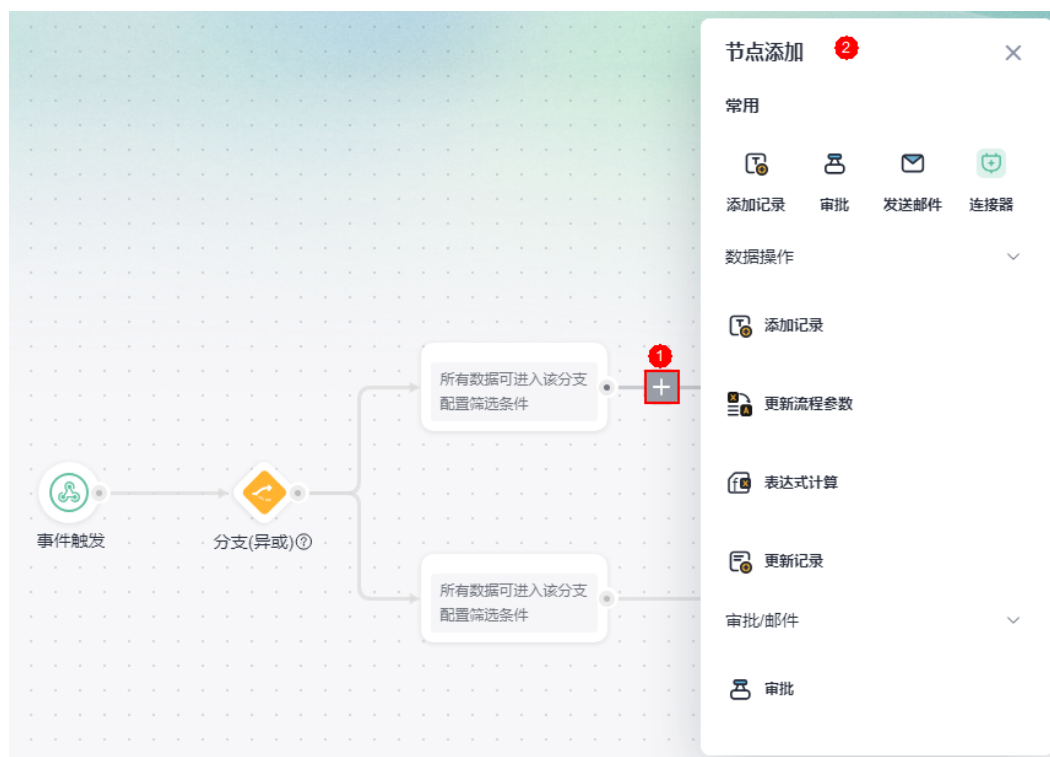 节点添加
2
常用
添加记录
审批
发送邮件
连接器
数据操作
添加记录
更新流程参数
表达式计算
更新记录
审批/邮件
审批
1
所有数据可进入该分支
配置筛选条件
事件触发
分支(异或)?
所有数据可进入该分支
配置筛选条件